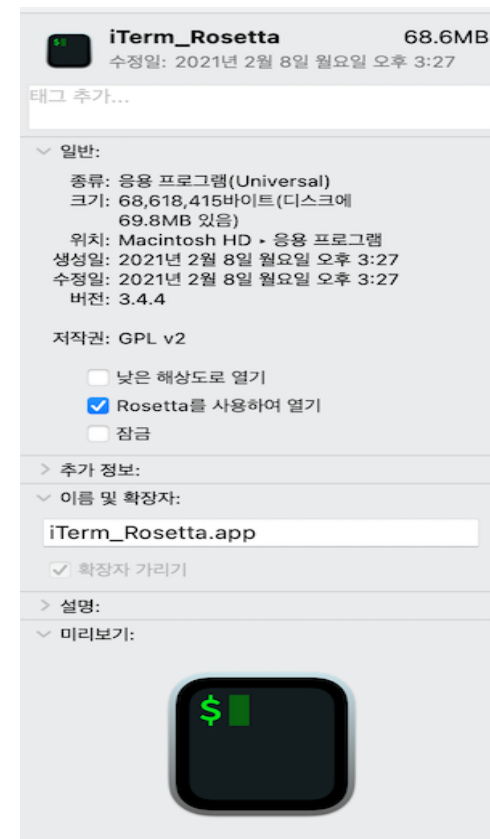 iTerm_Rosetta 68.6MB
수정일: 2021년 2월 8일 월요일 오후 3:27
태그 추가...
일반:
종류: 응용 프로그램(Universal)
크기: 68,618,415바이트(디스크에
69.8MB 있음)
위치: Macintosh HD ▸ 응용 프로그램
생성일: 2021년 2월 8일 월요일 오후 3:27
수정일: 2021년 2월 8일 월요일 오후 3:27
버전: 3.4.4
저작권: GPL v2
낮은 해상도로 열기
Rosetta를 사용하여 열기
잠금
추가 정보:
이름 및 확장자:
iTerm_Rosetta.app
확장자 가리기
설명:
미리보기:
$